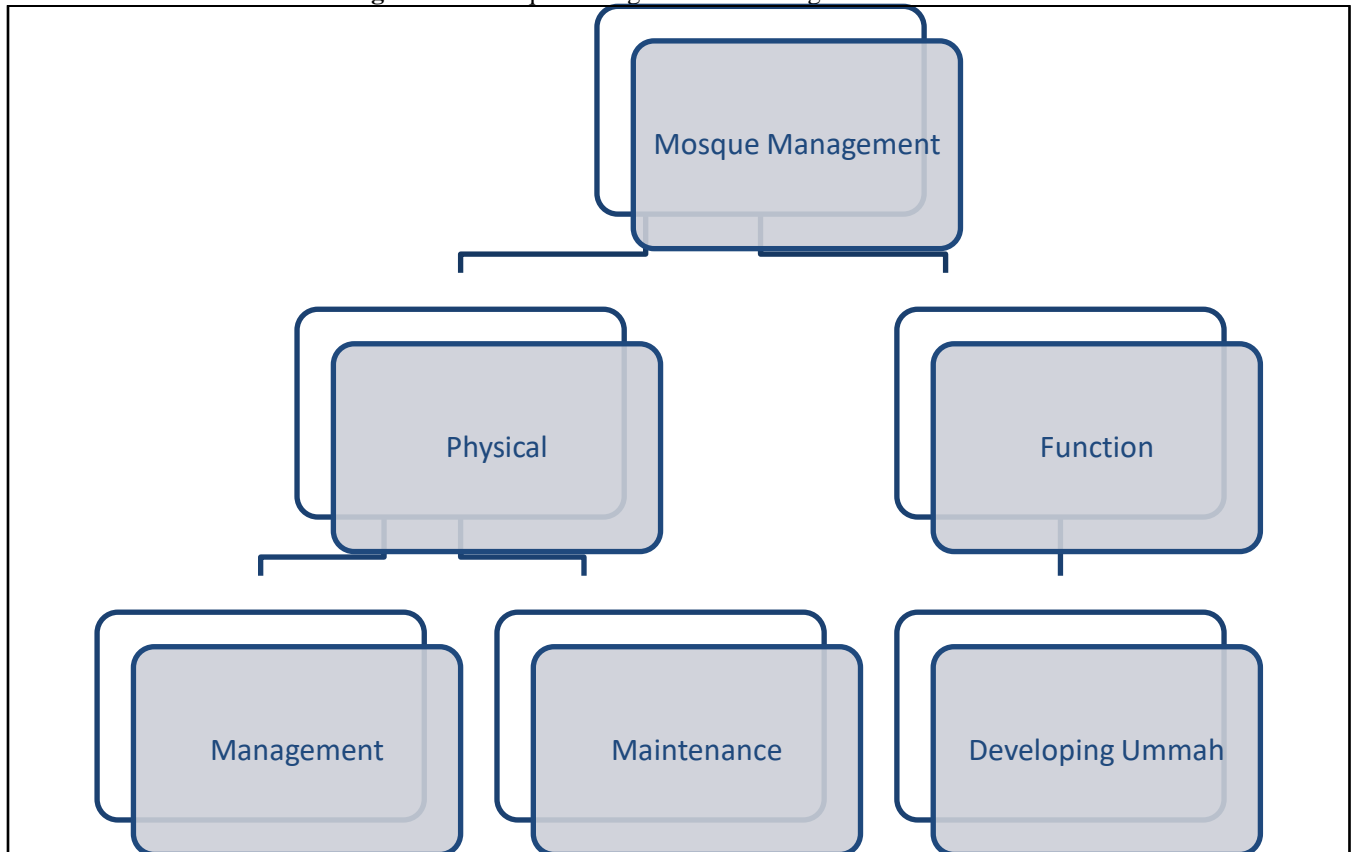 Mosque Management
Physical
Function
Management
Maintenance
Developing Ummah